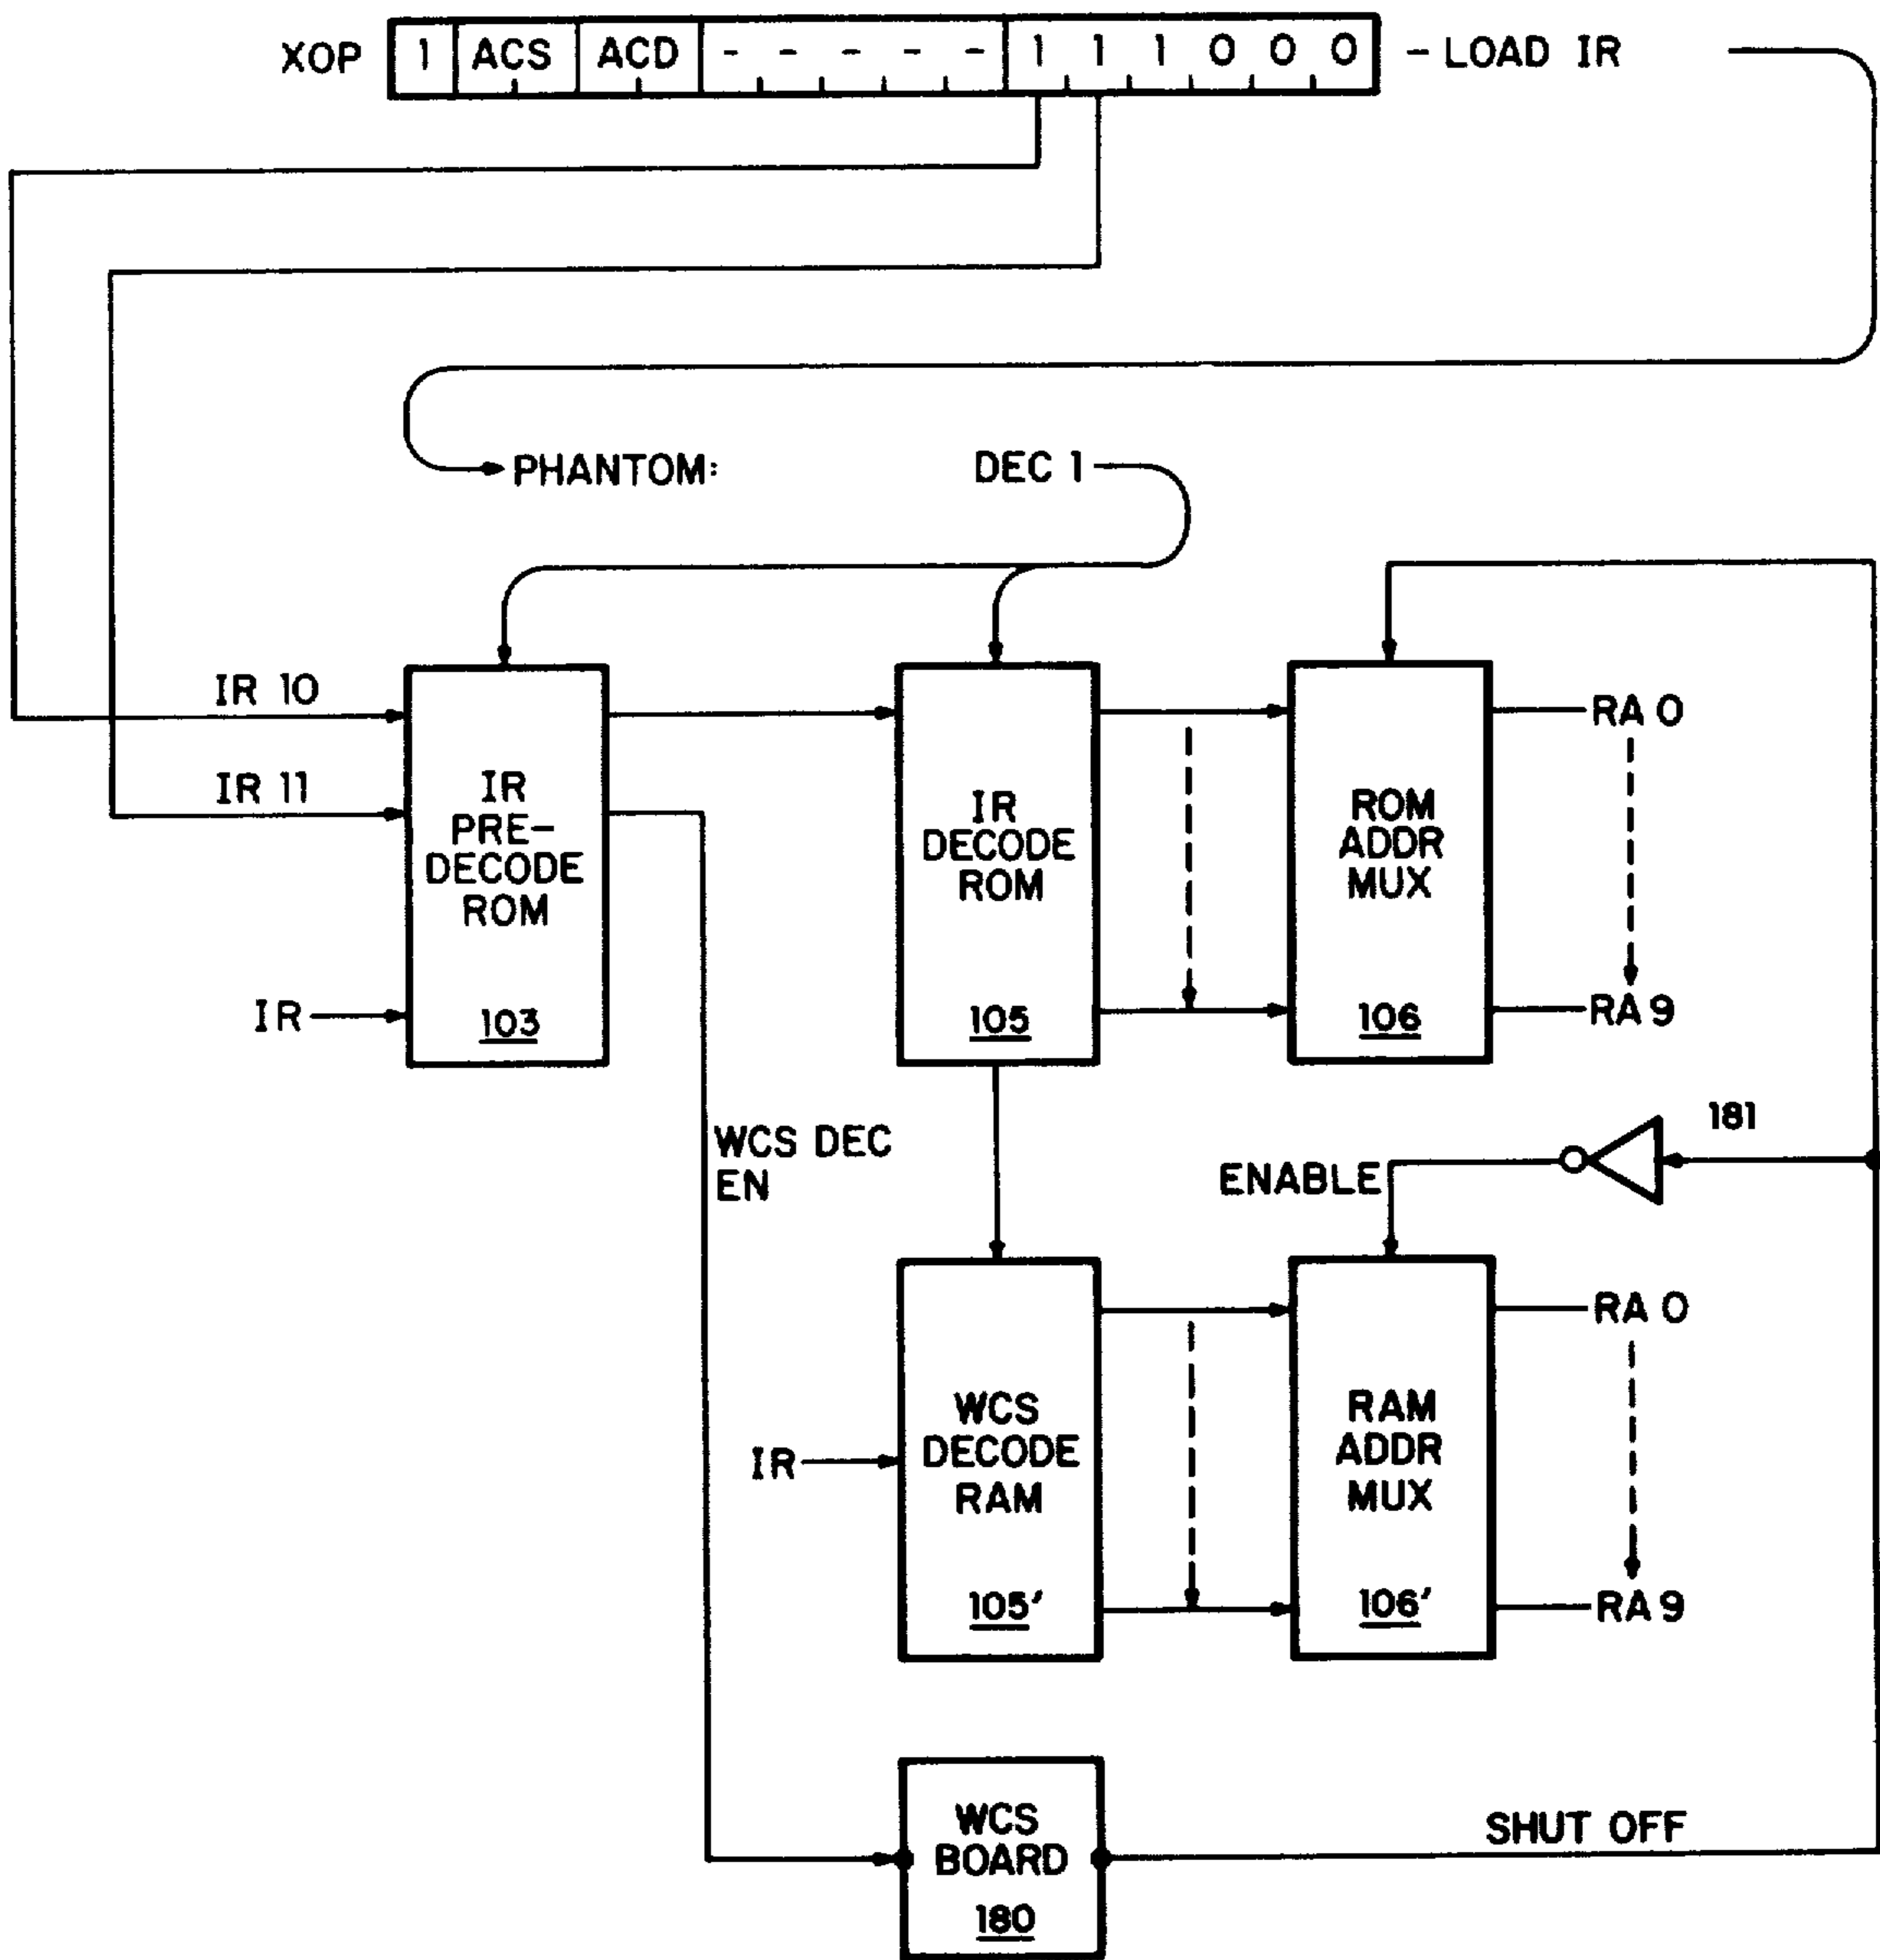 XOP 1 ACS ACD - - - - - 1 1 1 0 0 0 - LOAD IR
PHANTOM: DEC 1
IR 10
IR 11
IR
IR
PRE-
DECODE
ROM
103
IR
DECODE
ROM
105
ROM
ADDR
MUX
106
RA 0
RA 9
WCS DEC
EN
ENABLE
181
IR
WCS
DECODE
RAM
105'
RAM
ADDR
MUX
106'
RA 0
RA 9
WCS
BOARD
180
SHUT OFF